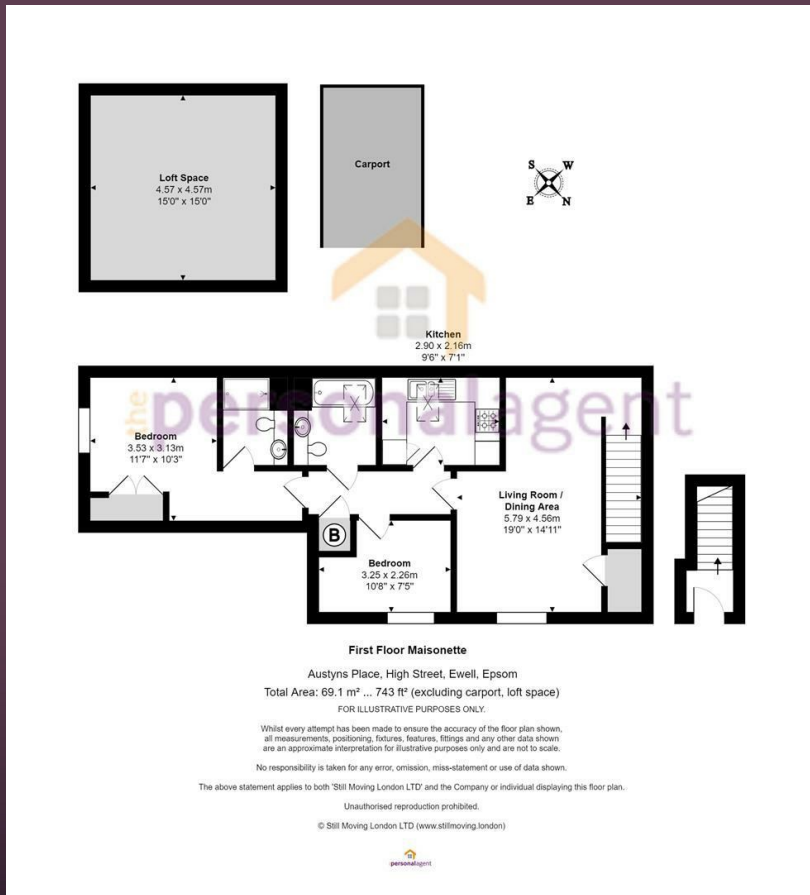 Loft Space
4.57 x 4.57m
15'0" x 15'0"
Carport
S W
E N
Kitchen
2.90 x 2.16m
9'6" x 7'1"
the personal agent
Bedroom
3.53 x 3.13m
11'7" x 10'3"
Living Room /
Dining Area
5.79 x 4.56m
19'0" x 14'11"
B
Bedroom
3.25 x 2.26m
10'8" x 7'5"
First Floor Maisonette
Austyns Place, High Street, Ewell, Epsom
Total Area: 69.1 m² ... 743 ft² (excluding carport, loft space)
FOR ILLUSTRATIVE PURPOSES ONLY.
Whilst every attempt has been made to ensure the accuracy of the floor plan shown,
all measurements, positioning, fixtures, features, fittings and any other data shown
are an approximate interpretation for illustrative purposes only and are not to scale.
No responsibility is taken for any error, omission, miss-statement or use of data shown.
The above statement applies to both 'Still Moving London LTD' and the Company or individual displaying this floor plan.
Unauthorised reproduction prohibited.
© Still Moving London LTD (www.stillmoving.london)
personalagent